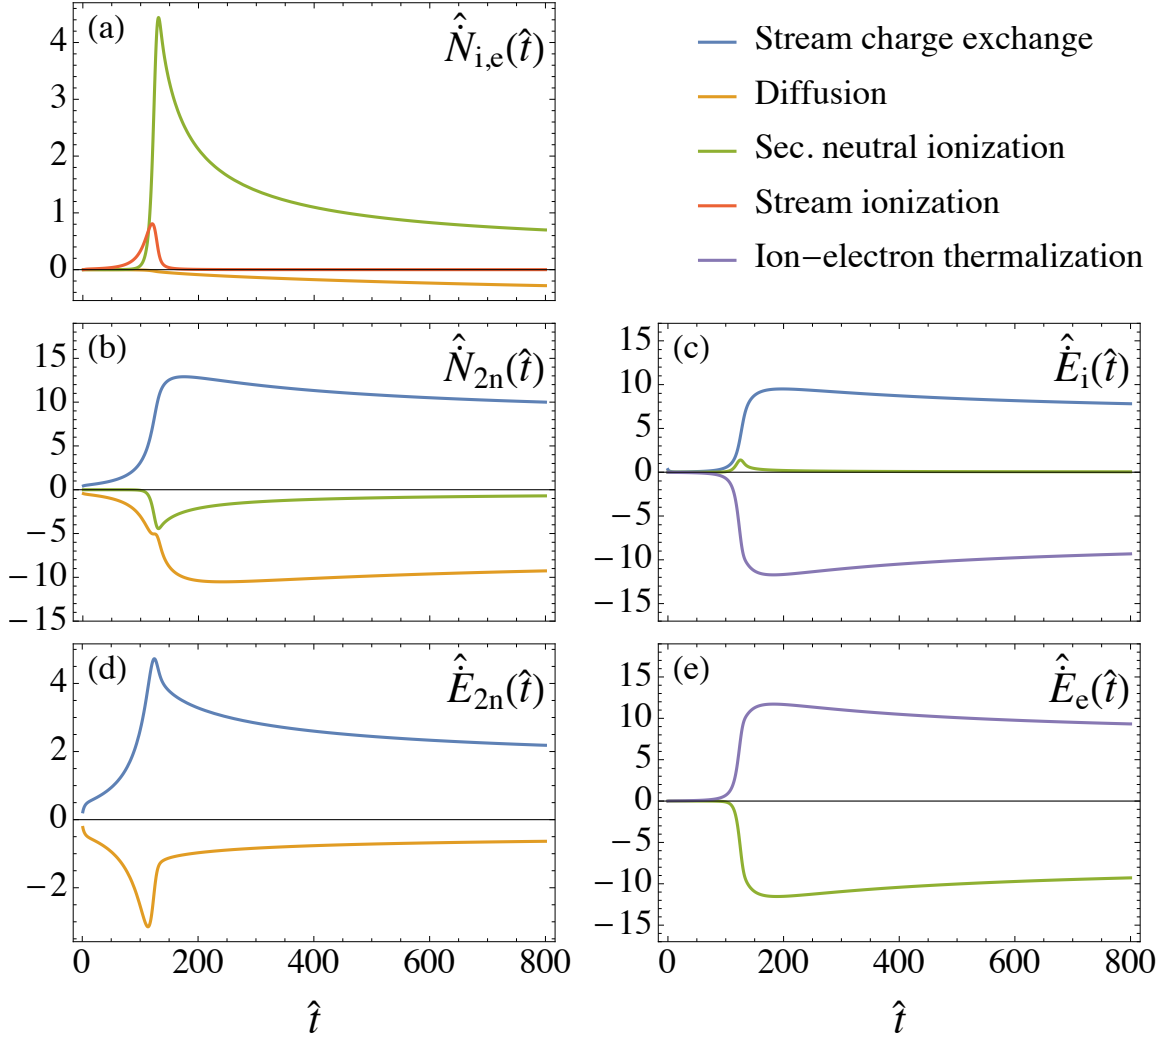 (a)
N̂̇i,e(t̂)
4
3
2
1
0
Stream charge exchange
Diffusion
Sec. neutral ionization
Stream ionization
Ion−electron thermalization
(b)
N̂̇2n(t̂)
15
10
5
0
−5
−10
−15
(c)
Ê̇i(t̂)
15
10
5
0
−5
−10
−15
(d)
Ê̇2n(t̂)
4
2
0
−2
0 200 400 600 800
t̂
(e)
Ê̇e(t̂)
15
10
5
0
−5
−10
−15
0 200 400 600 800
t̂